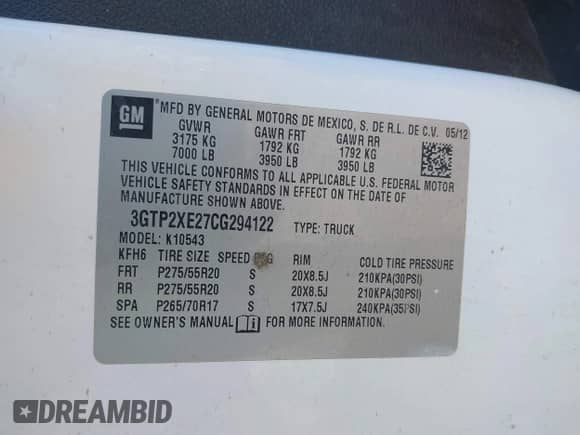 GM
®MFD BY GENERAL MOTORS DE MEXICO, S. DE R.L. DE C.V. 05/12
GVWR GAWR FRT GAWR RR
3175 KG 1792 KG 1792 KG
7000 LB 3950 LB 3950 LB
THIS VEHICLE CONFORMS TO ALL APPLICABLE U.S. FEDERAL MOTOR
VEHICLE SAFETY STANDARDS IN EFFECT ON THE DATE OF
MANUFACTURE SHOWN ABOVE.
3GTP2XE27CG294122 TYPE: TRUCK
MODEL: K10543
KFH6 TIRE SIZE SPEED RTG RIM COLD TIRE PRESSURE
FRT P275/55R20 S 20X8.5J 210KPA(30PSI)
RR P275/55R20 S 20X8.5J 210KPA(30PSI)
SPA P265/70R17 S 17X7.5J 240KPA(35PSI)
SEE OWNER'S MANUAL FOR MORE INFORMATION.
DREAMBID